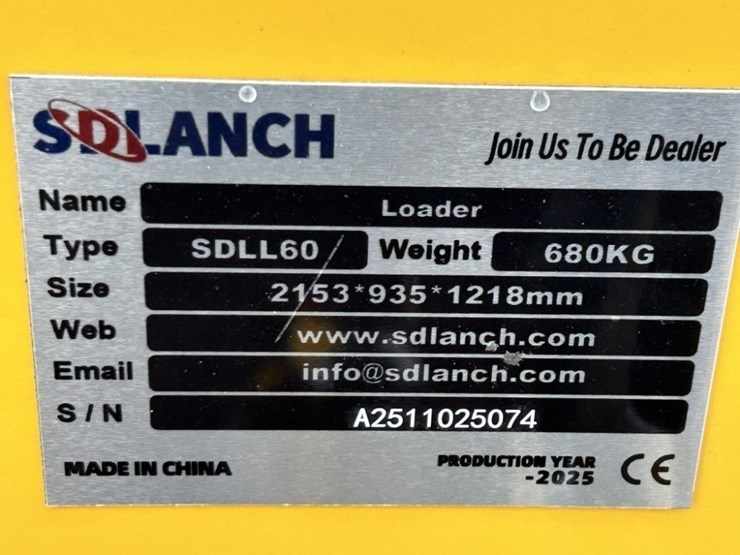 SDLANCH
Join Us To Be Dealer
Name Loader
Type SDLL60 Weight 680KG
Size 2153*935*1218mm
Web www.sdlanch.com
Email info@sdlanch.com
S/N A2511025074
MADE IN CHINA
PRODUCTION YEAR
-2025
CE